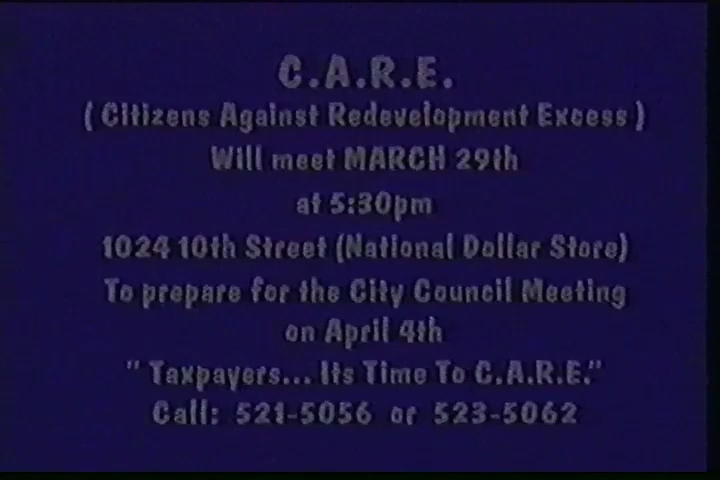 C.A.R.E.
( Citizens Against Redevelopment Excess )
Will meet MARCH 29th
at 5:30pm
1024 10th Street (National Dollar Store)
To prepare for the City Council Meeting
on April 4th
" Taxpayers... Its Time To C.A.R.E."
Call: 521-5056 or 523-5062